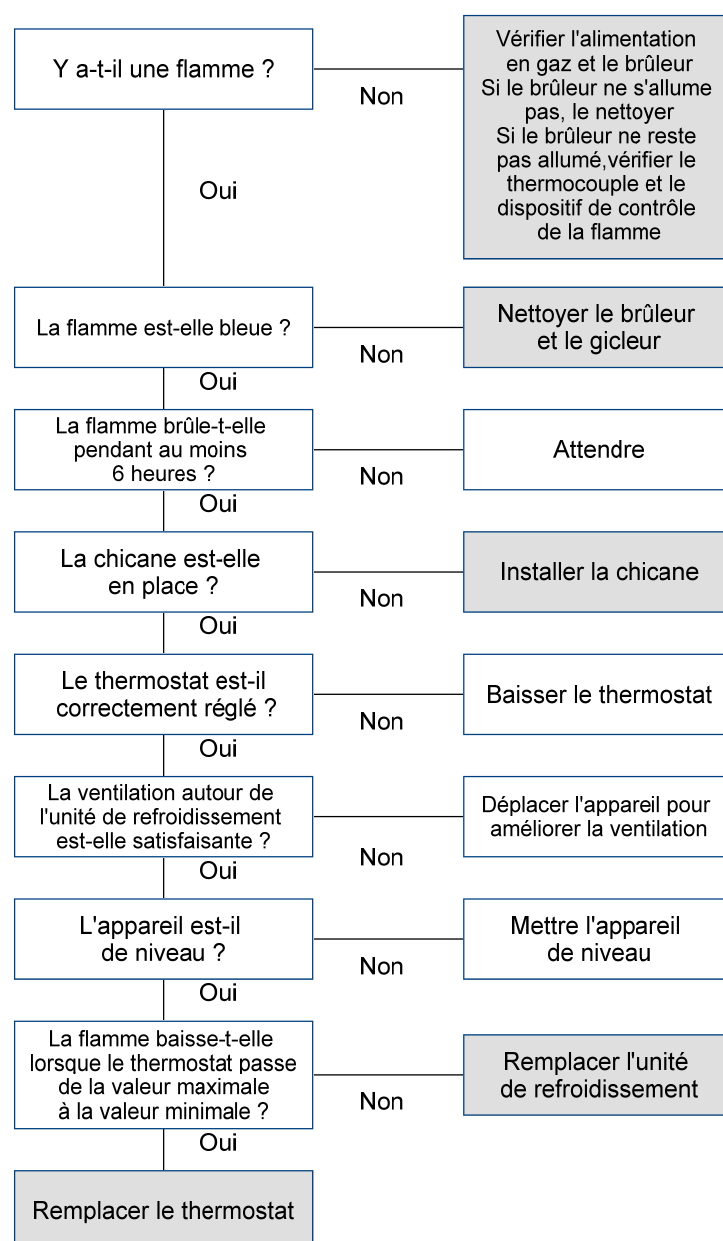 Y a-t-il une flamme ?
Non
Vérifier l'alimentation
en gaz et le brûleur
Si le brûleur ne s'allume
pas, le nettoyer
Si le brûleur ne reste
pas allumé,vérifier le
thermocouple et le
dispositif de contrôle
de la flamme
Oui
La flamme est-elle bleue ?
Non
Nettoyer le brûleur
et le gicleur
Oui
La flamme brûle-t-elle
pendant au moins
6 heures ?
Non
Attendre
Oui
La chicane est-elle
en place ?
Non
Installer la chicane
Oui
Le thermostat est-il
correctement réglé ?
Non
Baisser le thermostat
Oui
La ventilation autour de
l'unité de refroidissement
est-elle satisfaisante ?
Non
Déplacer l'appareil pour
améliorer la ventilation
Oui
L'appareil est-il
de niveau ?
Non
Mettre l'appareil
de niveau
Oui
La flamme baisse-t-elle
lorsque le thermostat passe
de la valeur maximale
à la valeur minimale ?
Non
Remplacer l'unité
de refroidissement
Oui
Remplacer le thermostat